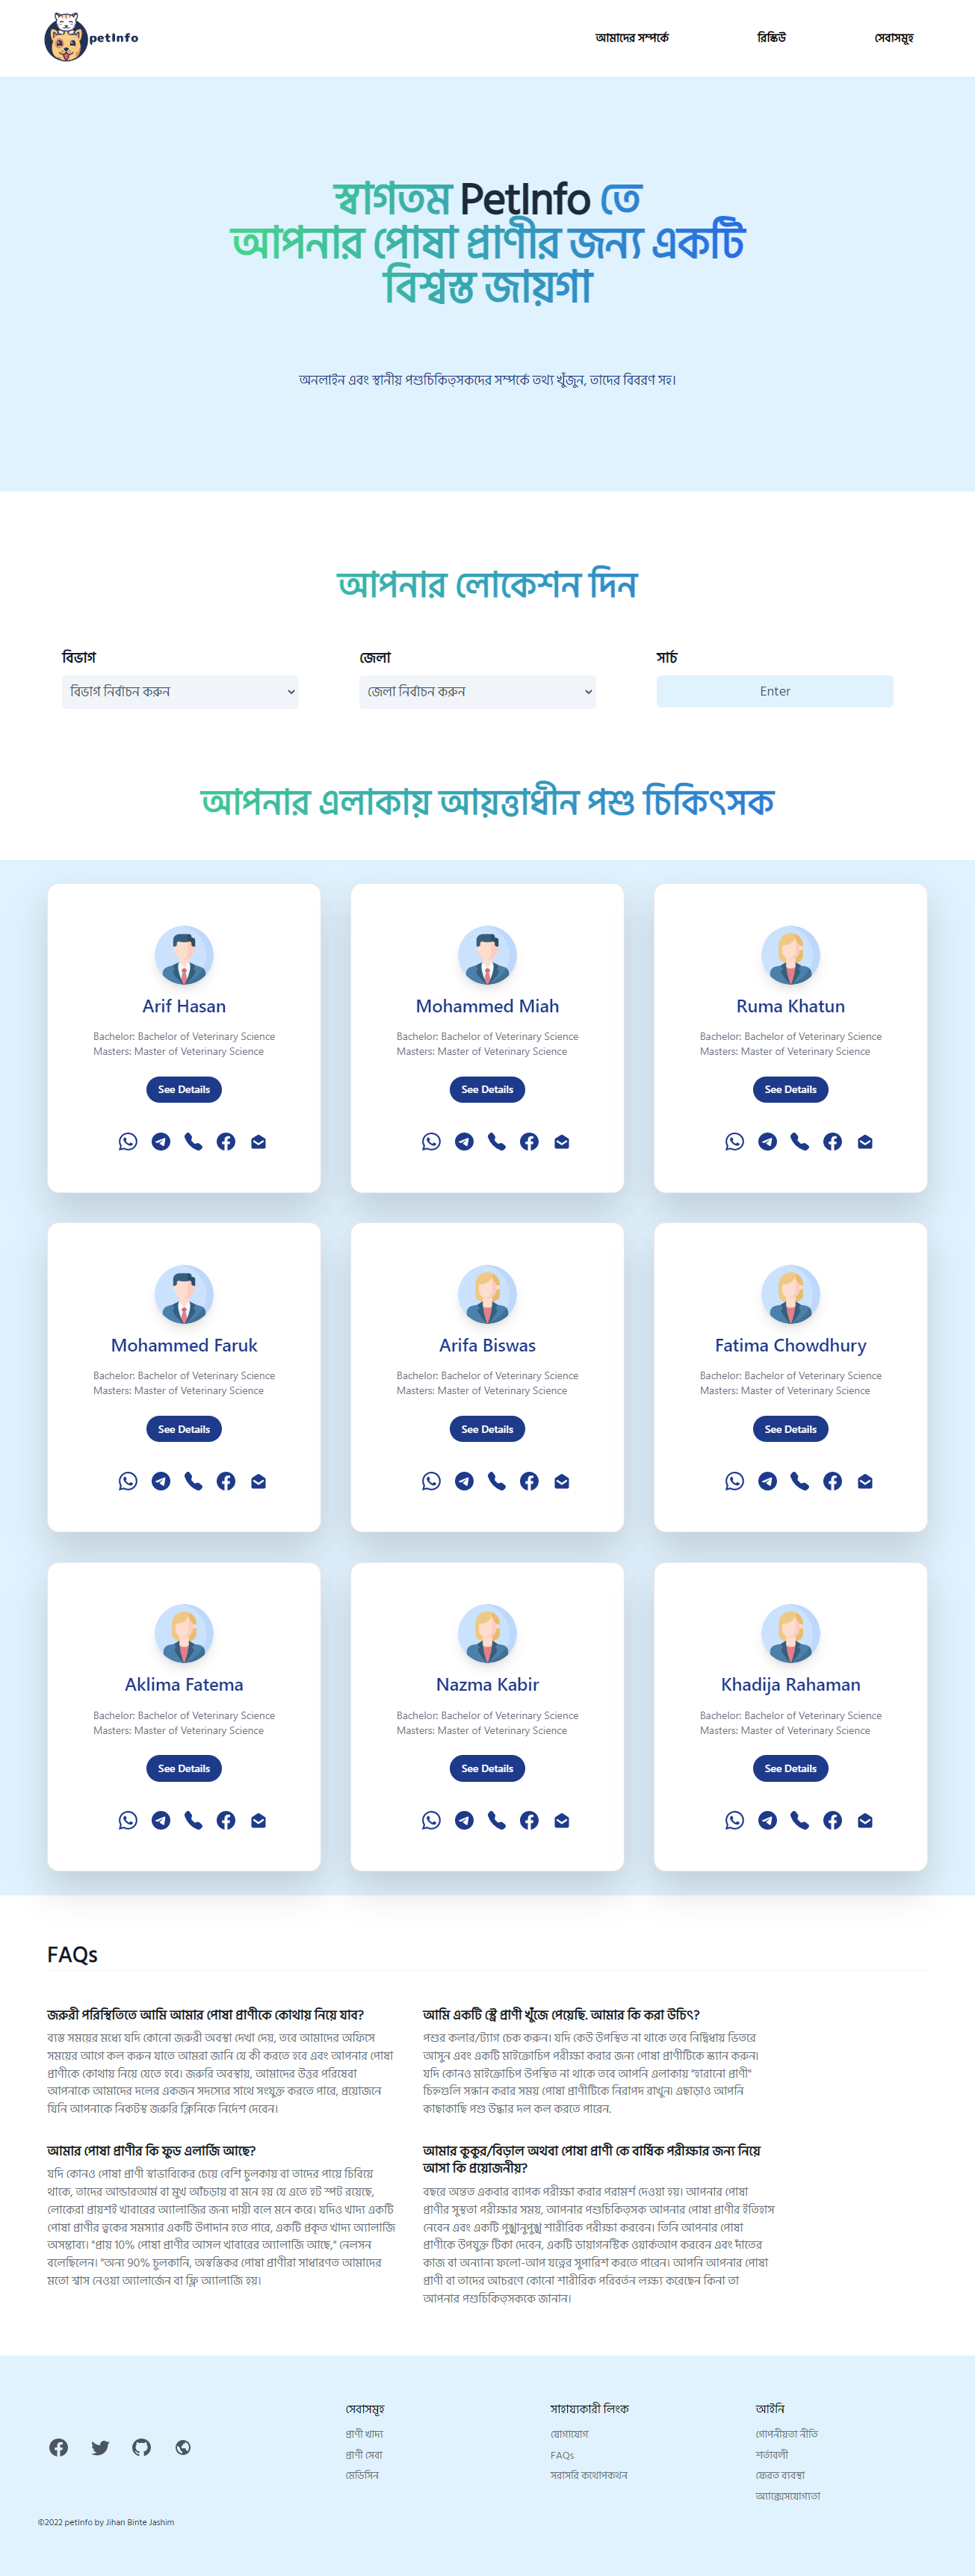 petInfo
আমাদের সম্পর্কে
রিস্কিউ
সেবাসমূহ
স্বাগতম PetInfo তে
আপনার পোষা প্রাণীর জন্য একটি
বিশ্বস্ত জায়গা
অনলাইন এবং স্থানীয় পশুচিকিত্সকদের সম্পর্কে তথ্য খুঁজুন, তাদের বিবরণ সহ।
আপনার লোকেশন দিন
বিভাগ
জেলা
সার্চ
বিভাগ নির্বাচন করুন
জেলা নির্বাচন করুন
Enter
আপনার এলাকায় আয়ত্তাধীন পশু চিকিৎসক
Arif Hasan
Bachelor: Bachelor of Veterinary Science
Masters: Master of Veterinary Science
See Details
Mohammed Miah
Bachelor: Bachelor of Veterinary Science
Masters: Master of Veterinary Science
See Details
Ruma Khatun
Bachelor: Bachelor of Veterinary Science
Masters: Master of Veterinary Science
See Details
Mohammed Faruk
Bachelor: Bachelor of Veterinary Science
Masters: Master of Veterinary Science
See Details
Arifa Biswas
Bachelor: Bachelor of Veterinary Science
Masters: Master of Veterinary Science
See Details
Fatima Chowdhury
Bachelor: Bachelor of Veterinary Science
Masters: Master of Veterinary Science
See Details
Aklima Fatema
Bachelor: Bachelor of Veterinary Science
Masters: Master of Veterinary Science
See Details
Nazma Kabir
Bachelor: Bachelor of Veterinary Science
Masters: Master of Veterinary Science
See Details
Khadija Rahaman
Bachelor: Bachelor of Veterinary Science
Masters: Master of Veterinary Science
See Details
FAQs
জরুরী পরিস্থিতিতে আমি আমার পোষা প্রাণীকে কোথায় নিয়ে যাব?
ব্যস্ত সময়ের মধ্যে যদি কোনো জরুরী অবস্থা দেখা দেয়, তবে আমাদের অফিসে
সময়ের আগে কল করুন যাতে আমরা জানি যে কী করতে হবে এবং আপনার পোষা
প্রাণীকে কোথায় নিয়ে যেতে হবে। জরুরি অবস্থায়, আমাদের উত্তর পরিষেবা
আপনাকে আমাদের দলের একজন সদস্যের সাথে সংযুক্ত করতে পারে, প্রয়োজনে
যিনি আপনাকে নিকটস্থ জরুরি ক্লিনিকে নির্দেশ দেবেন।
আমি একটি স্ট্রে প্রাণী খুঁজে পেয়েছি. আমার কি করা উচিৎ?
পশুর কলার/ট্যাগ চেক করুন। যদি কেউ উপস্থিত না থাকে তবে নির্দ্বিধায় ভিতরে
আসুন এবং একটি মাইক্রোচিপ পরীক্ষা করার জন্য পোষা প্রাণীটিকে স্ক্যান করুন৷
যদি কোনও মাইক্রোচিপ উপস্থিত না থাকে তবে আপনি এলাকায় "হারানো প্রাণী"
চিহ্নগুলি সন্ধান করার সময় পোষা প্রাণীটিকে নিরাপদ রাখুন৷ এছাড়াও আপনি
কাছাকাছি পশু উদ্ধার দল কল করতে পারেন.
আমার পোষা প্রাণীর কি ফুড এলার্জি আছে?
যদি কোনও পোষা প্রাণী স্বাভাবিকের চেয়ে বেশি চুলকায় বা তাদের পায়ে চিবিয়ে
থাকে, তাদের আন্ডারআর্ম বা মুখ আঁচড়ায় বা মনে হয় যে এতে হট স্পট রয়েছে,
লোকেরা প্রায়শই খাবারের অ্যালার্জির জন্য দায়ী বলে মনে করে। যদিও খাদ্য একটি
পোষা প্রাণীর ত্বকের সমস্যার একটি উপাদান হতে পারে, একটি প্রকৃত খাদ্য অ্যালার্জি
অসম্ভাব্য। "প্রায় 10% পোষা প্রাণীর আসল খাবারের অ্যালার্জি আছে," নেলসন
বলেছিলেন। "অন্য 90% চুলকানি, অস্বস্তিকর পোষা প্রাণীরা সাধারণত আমাদের
মতো শ্বাস নেওয়া অ্যালার্জেন বা ফ্লি অ্যালার্জি হয়।
আমার কুকুর/বিড়াল অথবা পোষা প্রাণী কে বার্ষিক পরীক্ষার জন্য নিয়ে
আসা কি প্রয়োজনীয়?
বছরে অন্তত একবার ব্যাপক পরীক্ষা করার পরামর্শ দেওয়া হয়। আপনার পোষা
প্রাণীর সুস্থতা পরীক্ষার সময়, আপনার পশুচিকিত্সক আপনার পোষা প্রাণীর ইতিহাস
নেবেন এবং একটি পুঙ্খানুপুঙ্খ শারীরিক পরীক্ষা করবেন। তিনি আপনার পোষা
প্রাণীকে উপযুক্ত টিকা দেবেন, একটি ডায়াগনস্টিক ওয়ার্কআপ করবেন এবং দাঁতের
কাজ বা অন্যান্য ফলো-আপ যত্নের সুপারিশ করতে পারেন। আপনি আপনার পোষা
প্রাণী বা তাদের আচরণে কোনো শারীরিক পরিবর্তন লক্ষ্য করেছেন কিনা তা
আপনার পশুচিকিত্সককে জানান।
সেবাসমূহ
প্রাণী খাদ্য
প্রাণী সেবা
মেডিসিন
সাহায্যকারী লিংক
যোগাযোগ
FAQs
সরাসরি কথোপকথন
আইনি
গোপনীয়তা নীতি
শর্তাবলী
ফেরত ব্যবস্থা
অ্যাক্সেসযোগ্যতা
©2022 petInfo by Jihan Binte Jashim